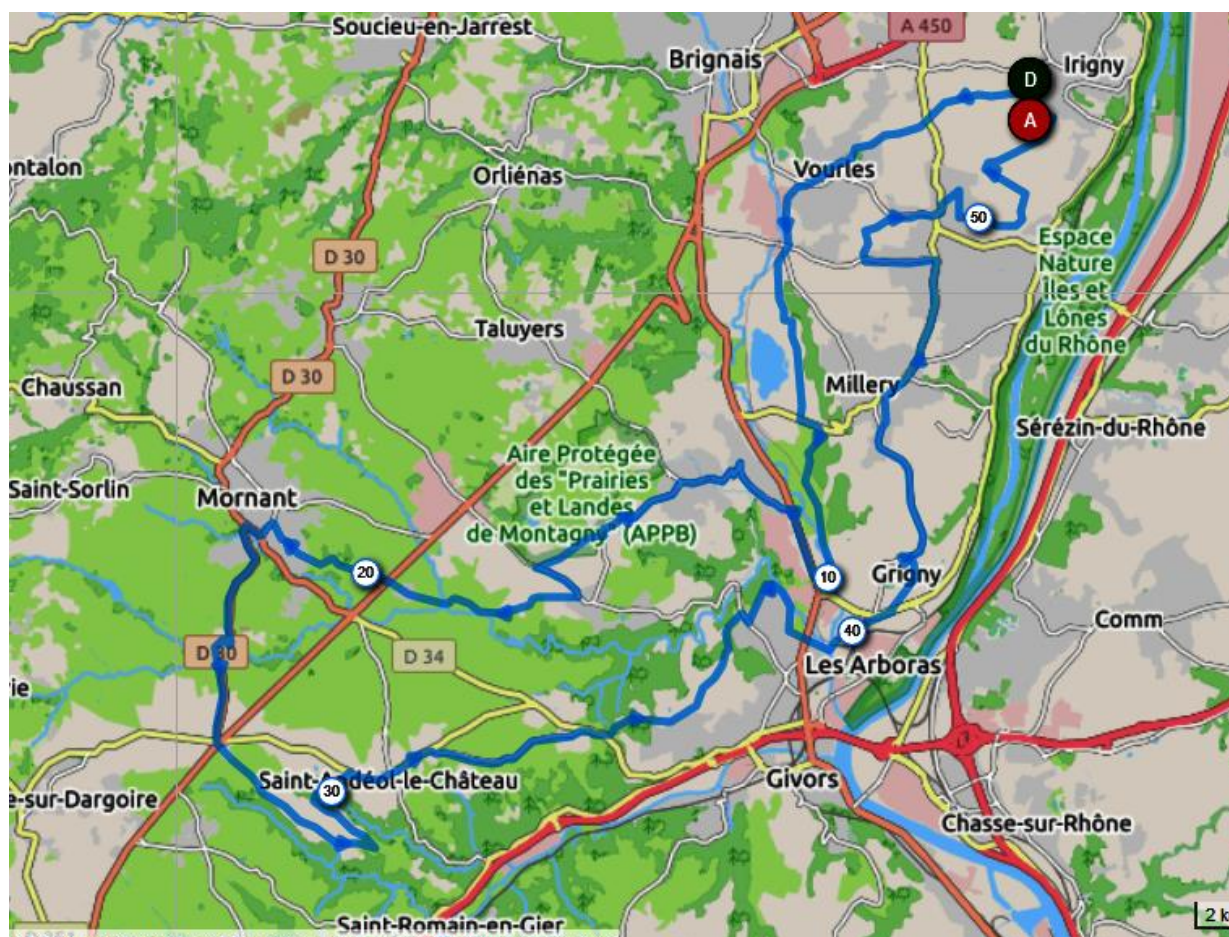 Soucieu-en-Jarrest
A 450
Brignais
Irigny
D
A
ontalon
Orliénas
Vourles
50
Espace
Nature
Îles et
Lônes
du Rhône
D 30
Taluyers
Chaussan
D 30
Millery
Sérézin-du-Rhône
Aire Protégée
des "Prairies
et Landes
de Montagny" (APPB)
Saint-Sorlin
Mornant
20
10
Grigny
40
Comm
D 30
D 34
Les Arboras
rie
Saint-Andéol-le-Château
30
Givors
e-sur-Dargoire
Chasse-sur-Rhône
Saint-Romain-en-Gier
2 k